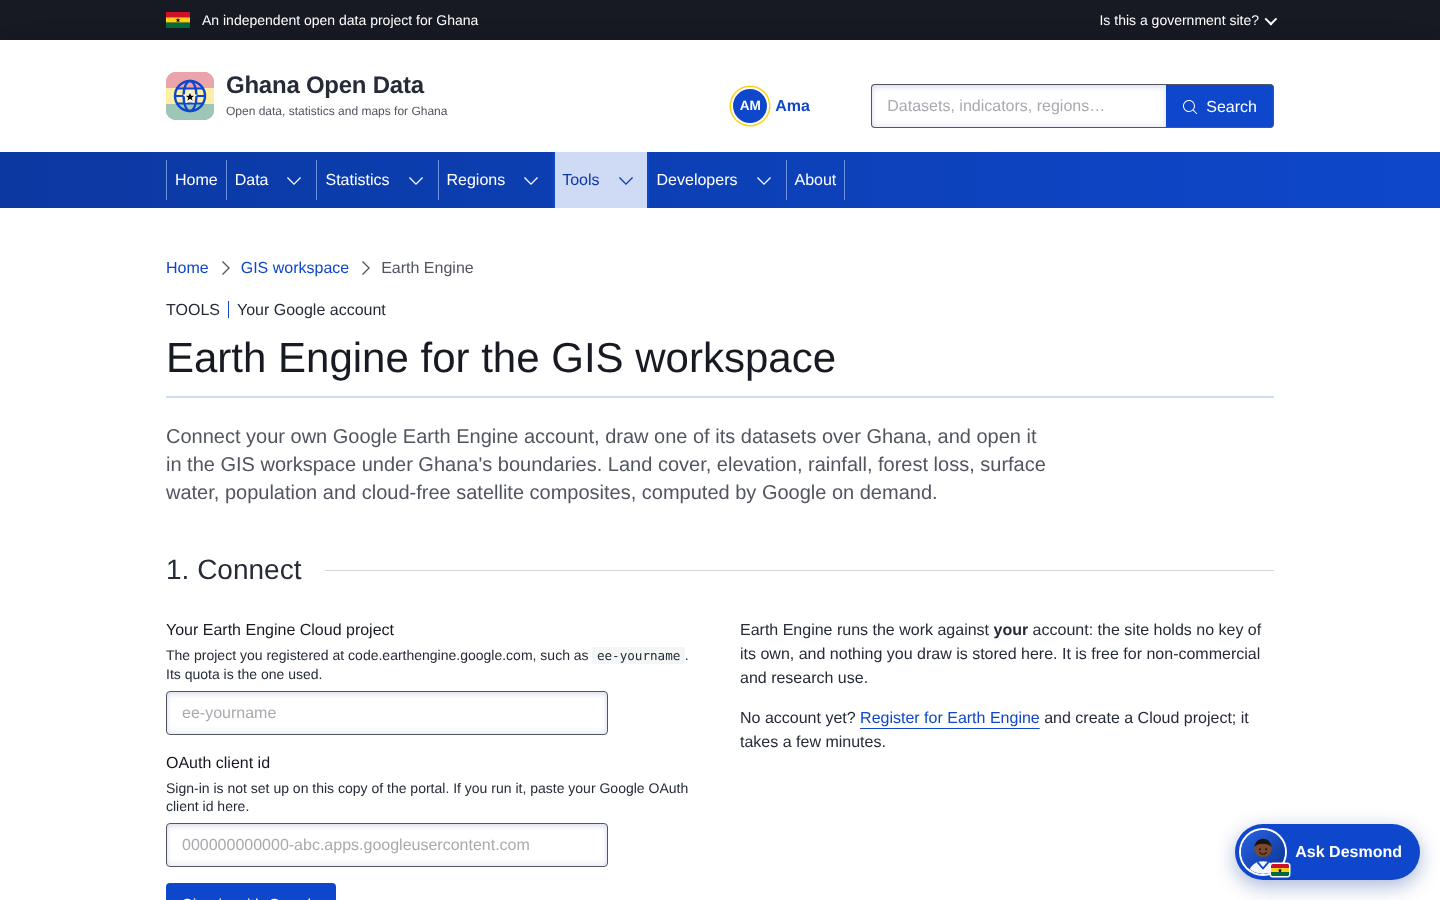 An independent open data project for Ghana
Is this a government site?
Ghana Open Data
Open data, statistics and maps for Ghana
AM
Ama
Datasets, indicators, regions…
Search
Home
Data
Statistics
Regions
Tools
Developers
About
Home
GIS workspace
Earth Engine
TOOLS
Your Google account
Earth Engine for the GIS workspace
Connect your own Google Earth Engine account, draw one of its datasets over Ghana, and open it
in the GIS workspace under Ghana's boundaries. Land cover, elevation, rainfall, forest loss, surface
water, population and cloud-free satellite composites, computed by Google on demand.
1. Connect
Your Earth Engine Cloud project
The project you registered at code.earthengine.google.com, such as ee-yourname.
Its quota is the one used.
ee-yourname
OAuth client id
Sign-in is not set up on this copy of the portal. If you run it, paste your Google OAuth
client id here.
000000000000-abc.apps.googleusercontent.com
Earth Engine runs the work against your account: the site holds no key of
its own, and nothing you draw is stored here. It is free for non-commercial
and research use.
No account yet? Register for Earth Engine and create a Cloud project; it
takes a few minutes.
Ask Desmond